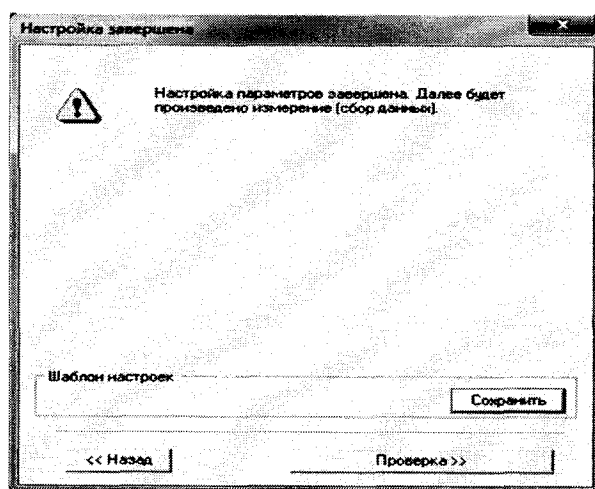 Настройка завершена
Настройка параметров завершена. Далее будет
произведено измерение (сбор данных).
Шаблон настроек
Сохранить
<< Назад
Проверка >>